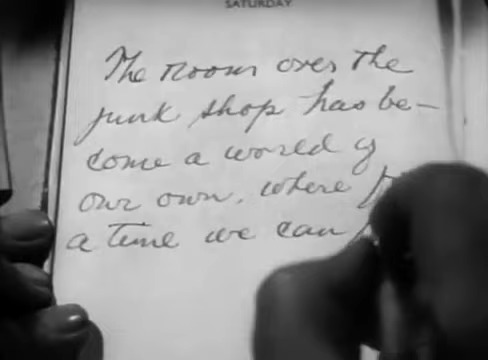 SATURDAY
The room over the
junk shop has be-
come a world of
our own, where
a time we can